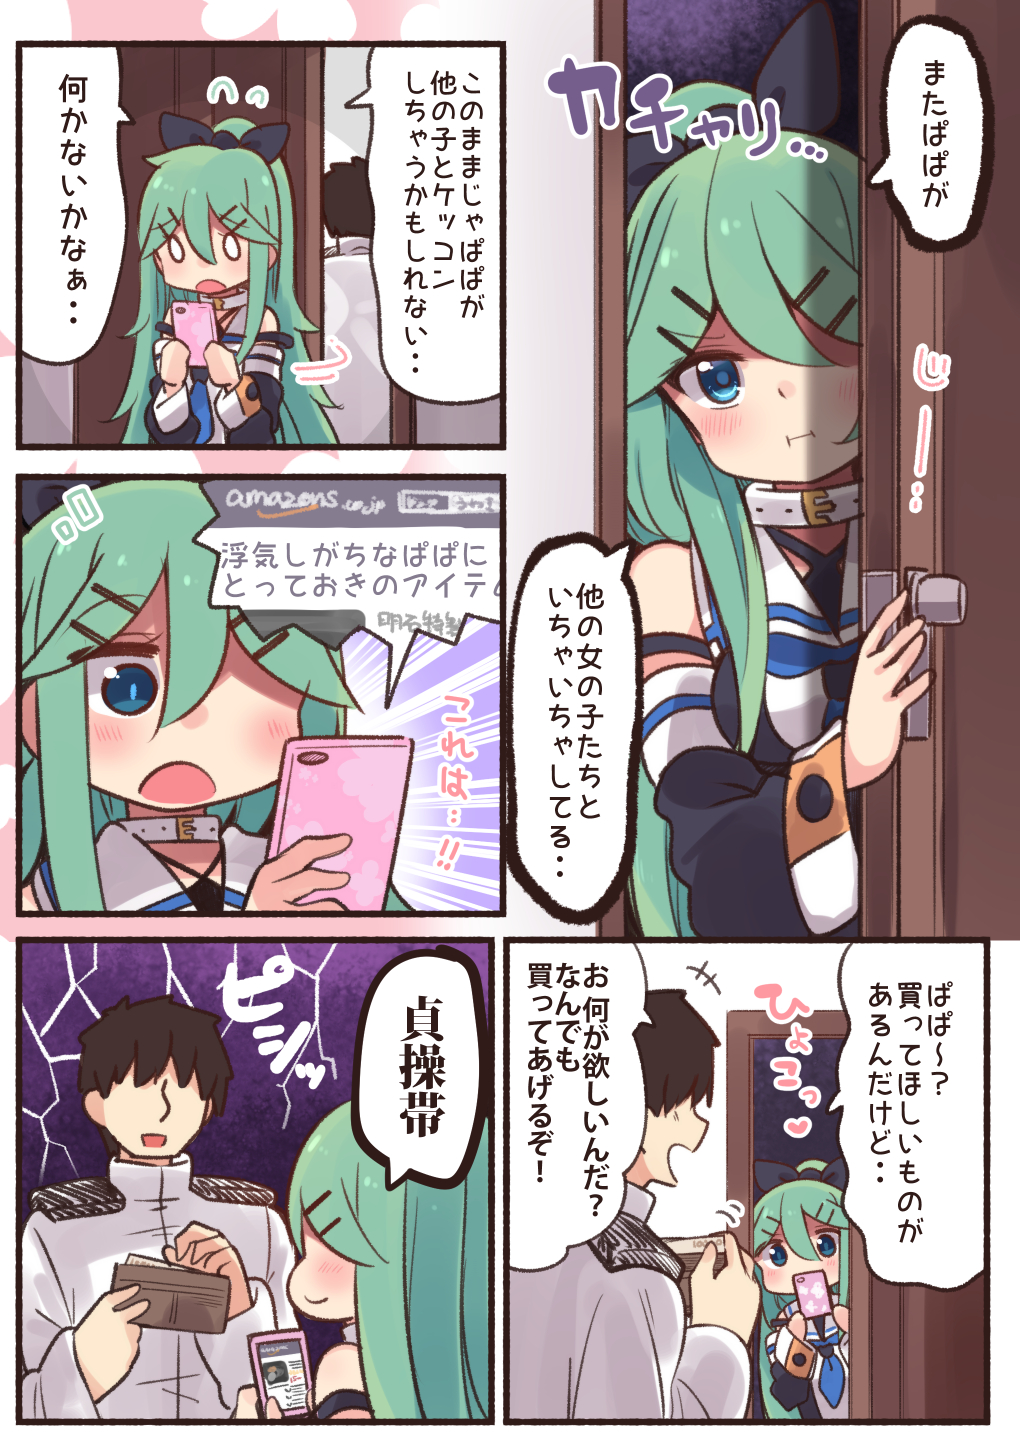 またぱぱが
カチャリ…
じーー…
他の女の子たちと
いちゃいちゃしてる・・
このままじゃぱぱが
他の子とケッコン
しちゃうかもしれない・・
何かないかなぁ・・
amazons.co.jp
浮気しがちなぱぱに
とっておきのアイテム
明石特製
これは・・!!
ぱぱ～?
買ってほしいものが
あるんだけど・・
ひょこっ♥
お 何が欲しいんだ?
なんでも
買ってあげるぞ!
貞操帯
ピシッ